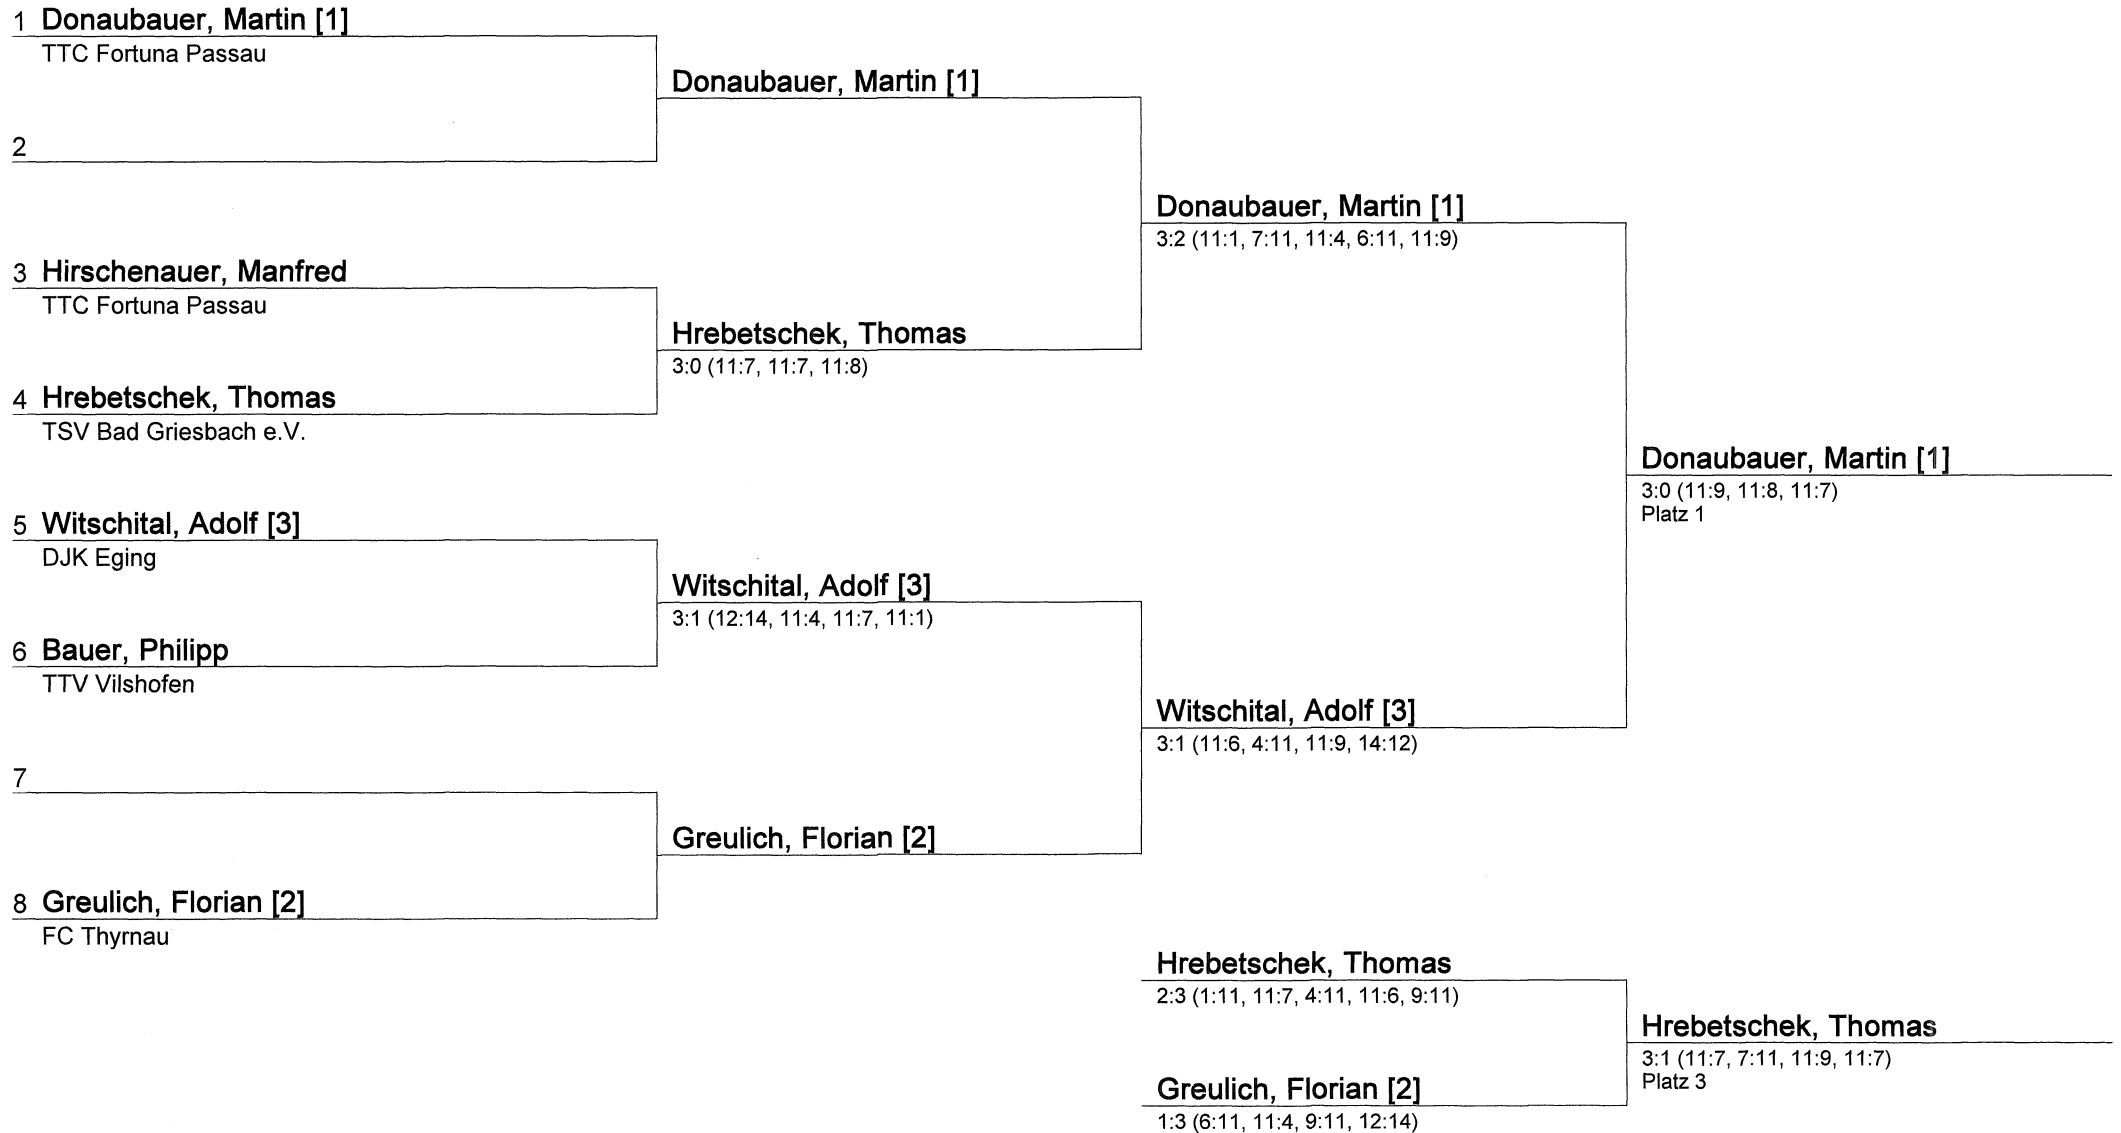 1 Donaubauer, Martin [1]
TTC Fortuna Passau
Donaubauer, Martin [1]
2
Donaubauer, Martin [1]
3:2 (11:1, 7:11, 11:4, 6:11, 11:9)
3 Hirschenauer, Manfred
TTC Fortuna Passau
Hrebetschek, Thomas
3:0 (11:7, 11:7, 11:8)
4 Hrebetschek, Thomas
TSV Bad Griesbach e.V.
Donaubauer, Martin [1]
3:0 (11:9, 11:8, 11:7)
Platz 1
5 Witschital, Adolf [3]
DJK Eging
Witschital, Adolf [3]
3:1 (12:14, 11:4, 11:7, 11:1)
6 Bauer, Philipp
TTV Vilshofen
Witschital, Adolf [3]
3:1 (11:6, 4:11, 11:9, 14:12)
7
Greulich, Florian [2]
8 Greulich, Florian [2]
FC Thyrnau
Hrebetschek, Thomas
2:3 (1:11, 11:7, 4:11, 11:6, 9:11)
Hrebetschek, Thomas
3:1 (11:7, 7:11, 11:9, 11:7)
Platz 3
Greulich, Florian [2]
1:3 (6:11, 11:4, 9:11, 12:14)